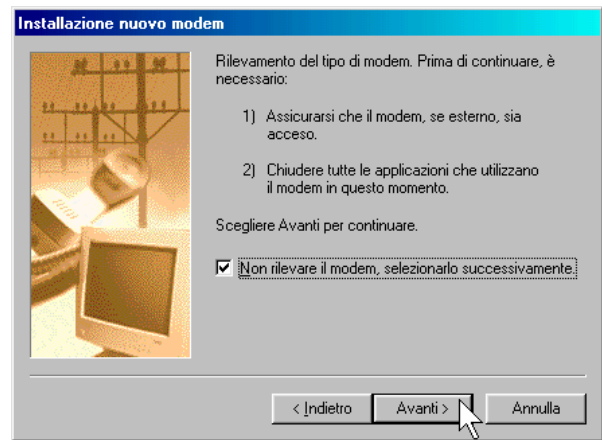 Installazione nuovo modem
Rilevamento del tipo di modem. Prima di continuare, è
necessario:
1) Assicurarsi che il modem, se esterno, sia
acceso.
2) Chiudere tutte le applicazioni che utilizzano
il modem in questo momento.
Scegliere Avanti per continuare.
Non rilevare il modem, selezionarlo successivamente.
< Indietro
Avanti >
Annulla